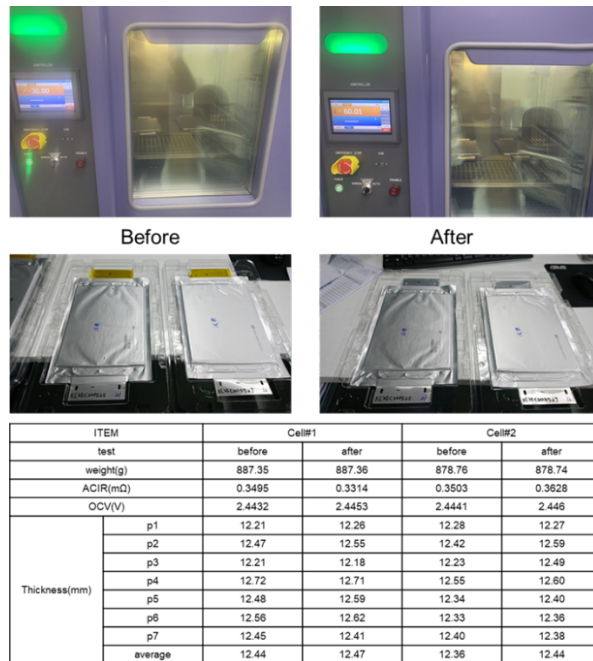 CONTROLLER
30.00
CONTROLLER
60.01
Before
After
ITEM Cell#1 Cell#2
test before after before after
weight(g) 887.35 887.36 878.76 878.74
ACIR(mΩ) 0.3495 0.3314 0.3503 0.3628
OCV(V) 2.4432 2.4453 2.4441 2.446
Thickness(mm)
p1 12.21 12.26 12.28 12.27
p2 12.47 12.55 12.42 12.59
p3 12.21 12.18 12.23 12.49
p4 12.72 12.71 12.55 12.60
p5 12.48 12.59 12.34 12.40
p6 12.56 12.62 12.33 12.36
p7 12.45 12.41 12.40 12.38
average 12.44 12.47 12.36 12.44